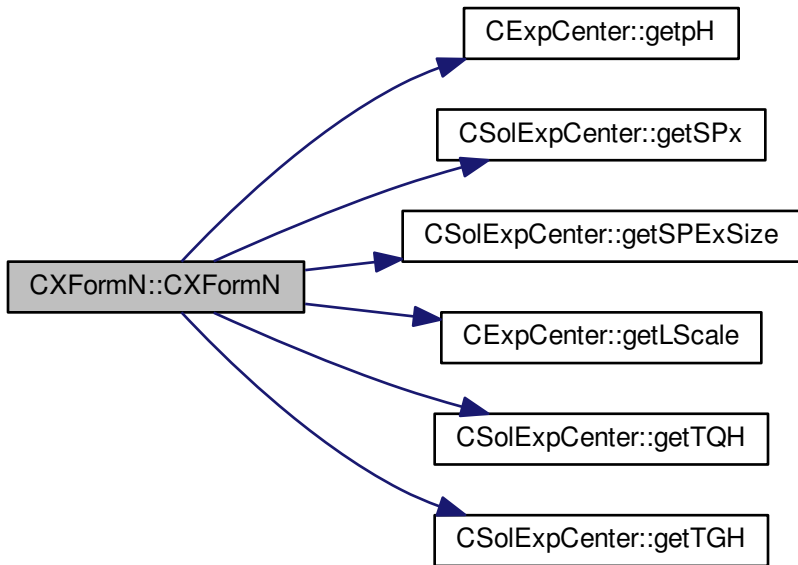 CExpCenter::getpH
CSolExpCenter::getSPx
CSolExpCenter::getSPExSize
CXFormN::CXFormN
CExpCenter::getLScale
CSolExpCenter::getTQH
CSolExpCenter::getTGH